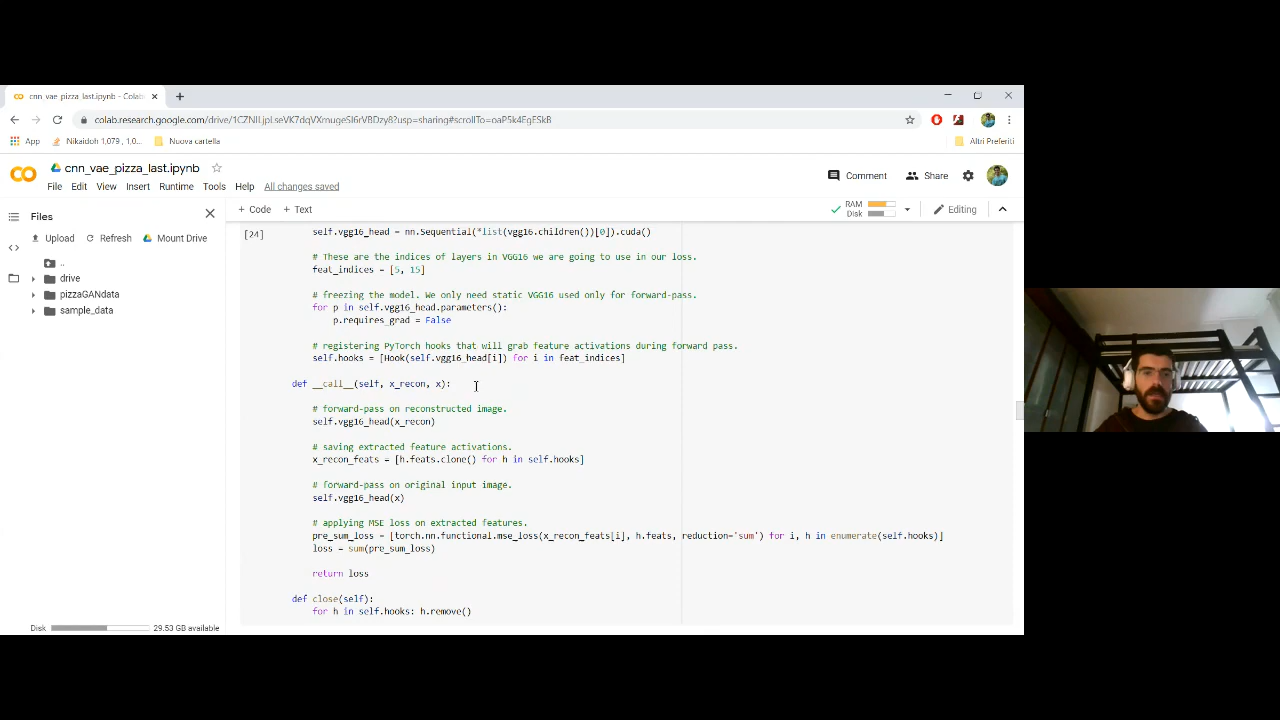 cnn_vae_pizza_last.ipynb - Colab
colab.research.google.com/drive/
App
Nikaidoh 1,079 , 1,0...
Nuova cartella
Altri Preferiti
cnn_vae_pizza_last.ipynb
File Edit View Insert Runtime Tools Help All changes saved
Comment
Share
+ Code + Text
RAM
Disk
Editing
Files
Upload
Refresh
Mount Drive
..
drive
pizzaGANdata
sample_data
[24]
self.vgg16_head = nn.Sequential(*list(vgg16.children())[0]).cuda()
# These are the indices of layers in VGG16 we are going to use in our loss.
feat_indices = [5, 15]
# freezing the model. We only need static VGG16 used only for forward-pass.
for p in self.vgg16_head.parameters():
p.requires_grad = False
# registering PyTorch hooks that will grab feature activations during forward pass.
self.hooks = [Hook(self.vgg16_head[i]) for i in feat_indices]
def __call__(self, x_recon, x):
# forward-pass on reconstructed image.
self.vgg16_head(x_recon)
# saving extracted feature activations.
x_recon_feats = [h.feats.clone() for h in self.hooks]
# forward-pass on original input image.
self.vgg16_head(x)
# applying MSE loss on extracted features.
pre_sum_loss = [torch.nn.functional.mse_loss(x_recon_feats[i], h.feats, reduction='sum') for i, h in enumerate(self.hooks)]
loss = sum(pre_sum_loss)
return loss
def close(self):
for h in self.hooks: h.remove()
Disk
29.53 GB available